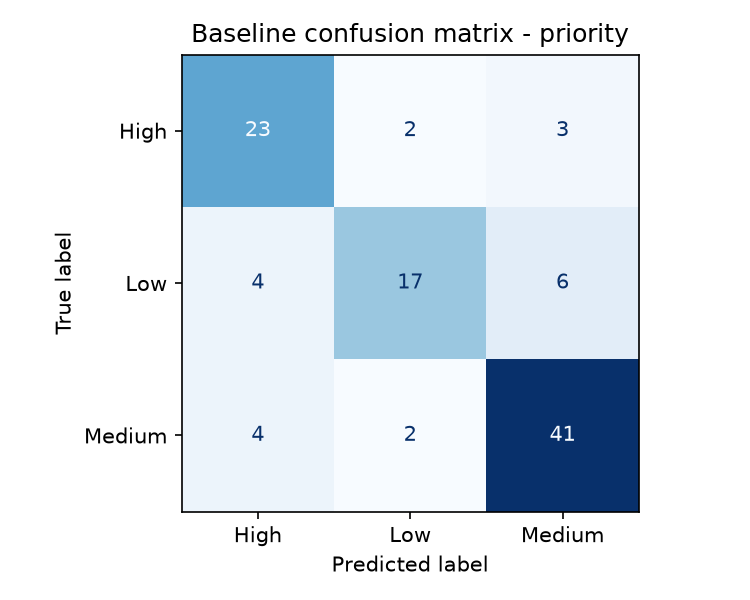 Baseline confusion matrix - priority
High 23 2 3
Low 4 17 6
Medium 4 2 41
High Low Medium
Predicted label
True label